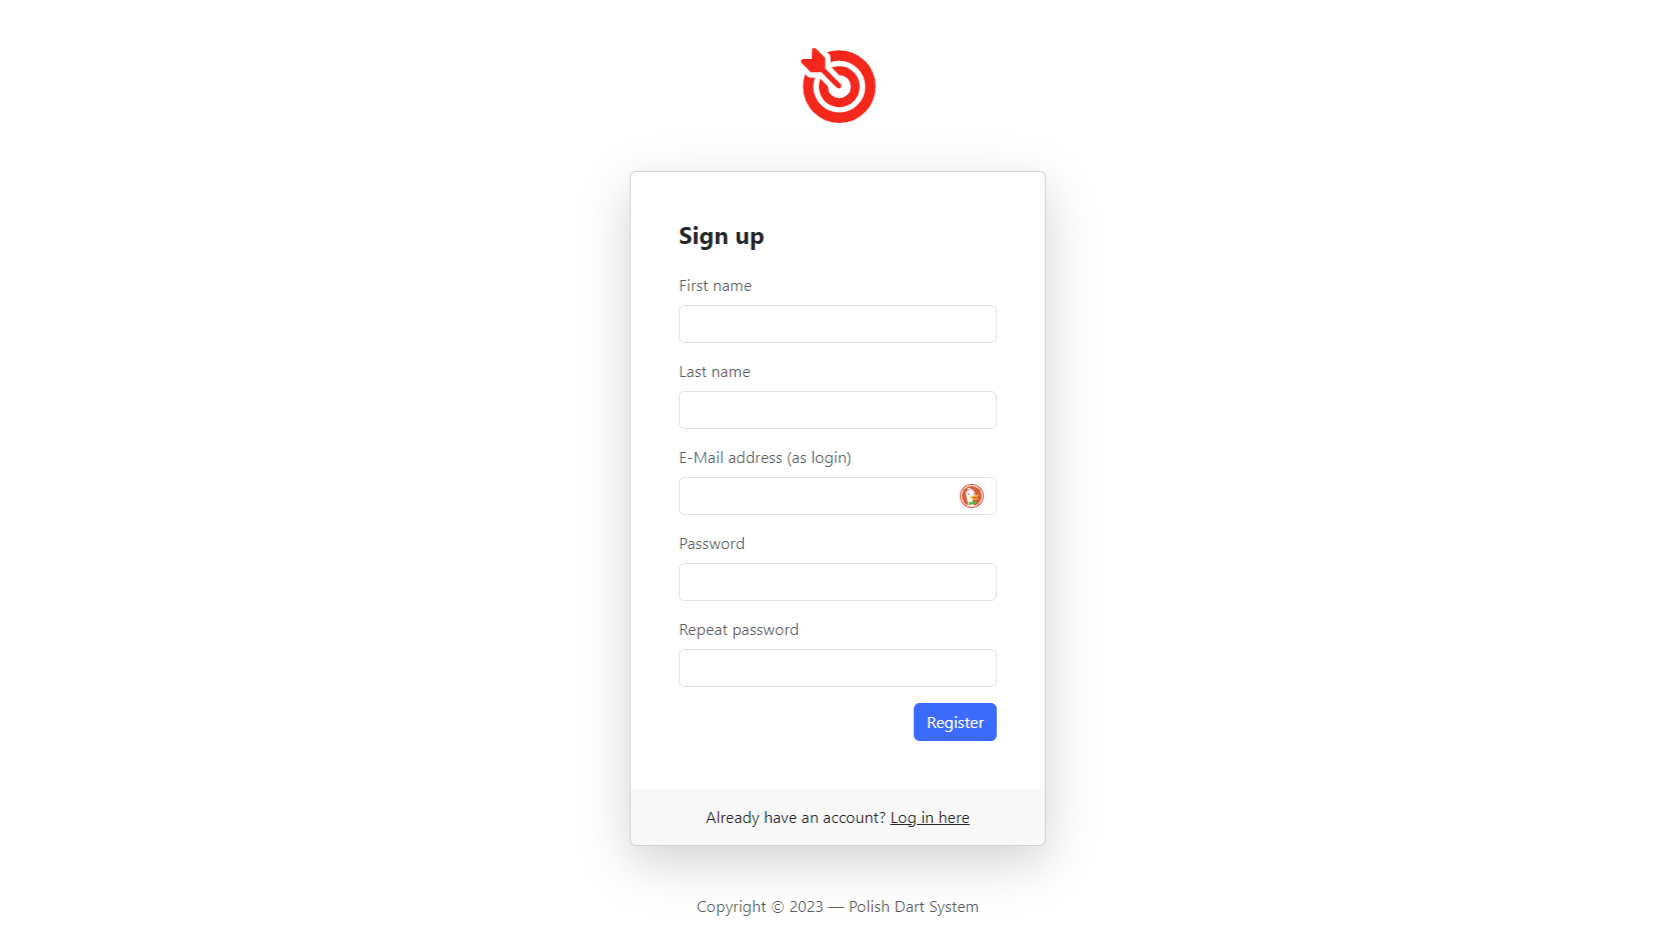 Sign up
First name
Last name
E-Mail address (as login)
Password
Repeat password
Register
Already have an account? Log in here
Copyright © 2023 — Polish Dart System